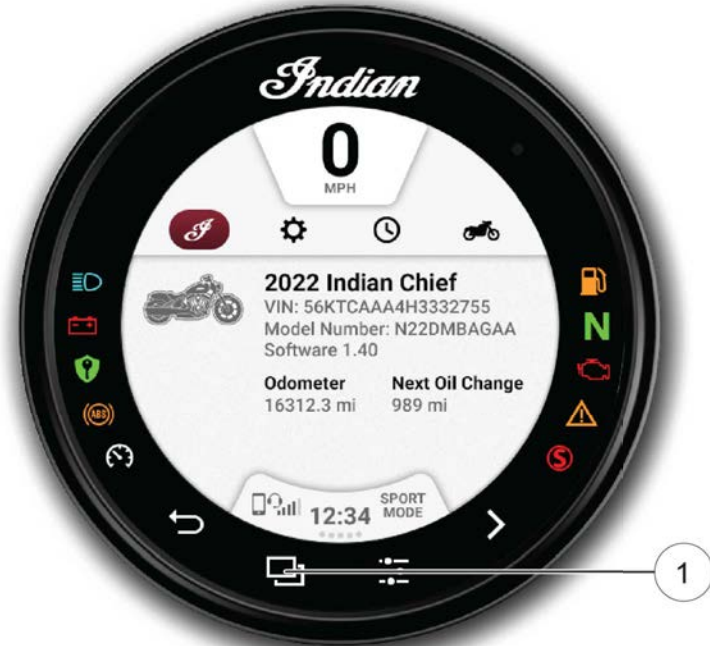 Indian
0
MPH
2022 Indian Chief
VIN: 56KTCAAA4H3332755
Model Number: N22DMBAGAA
Software 1.40
Odometer Next Oil Change
16312.3 mi 989 mi
N
ABS
S
12:34 SPORT
MODE
1